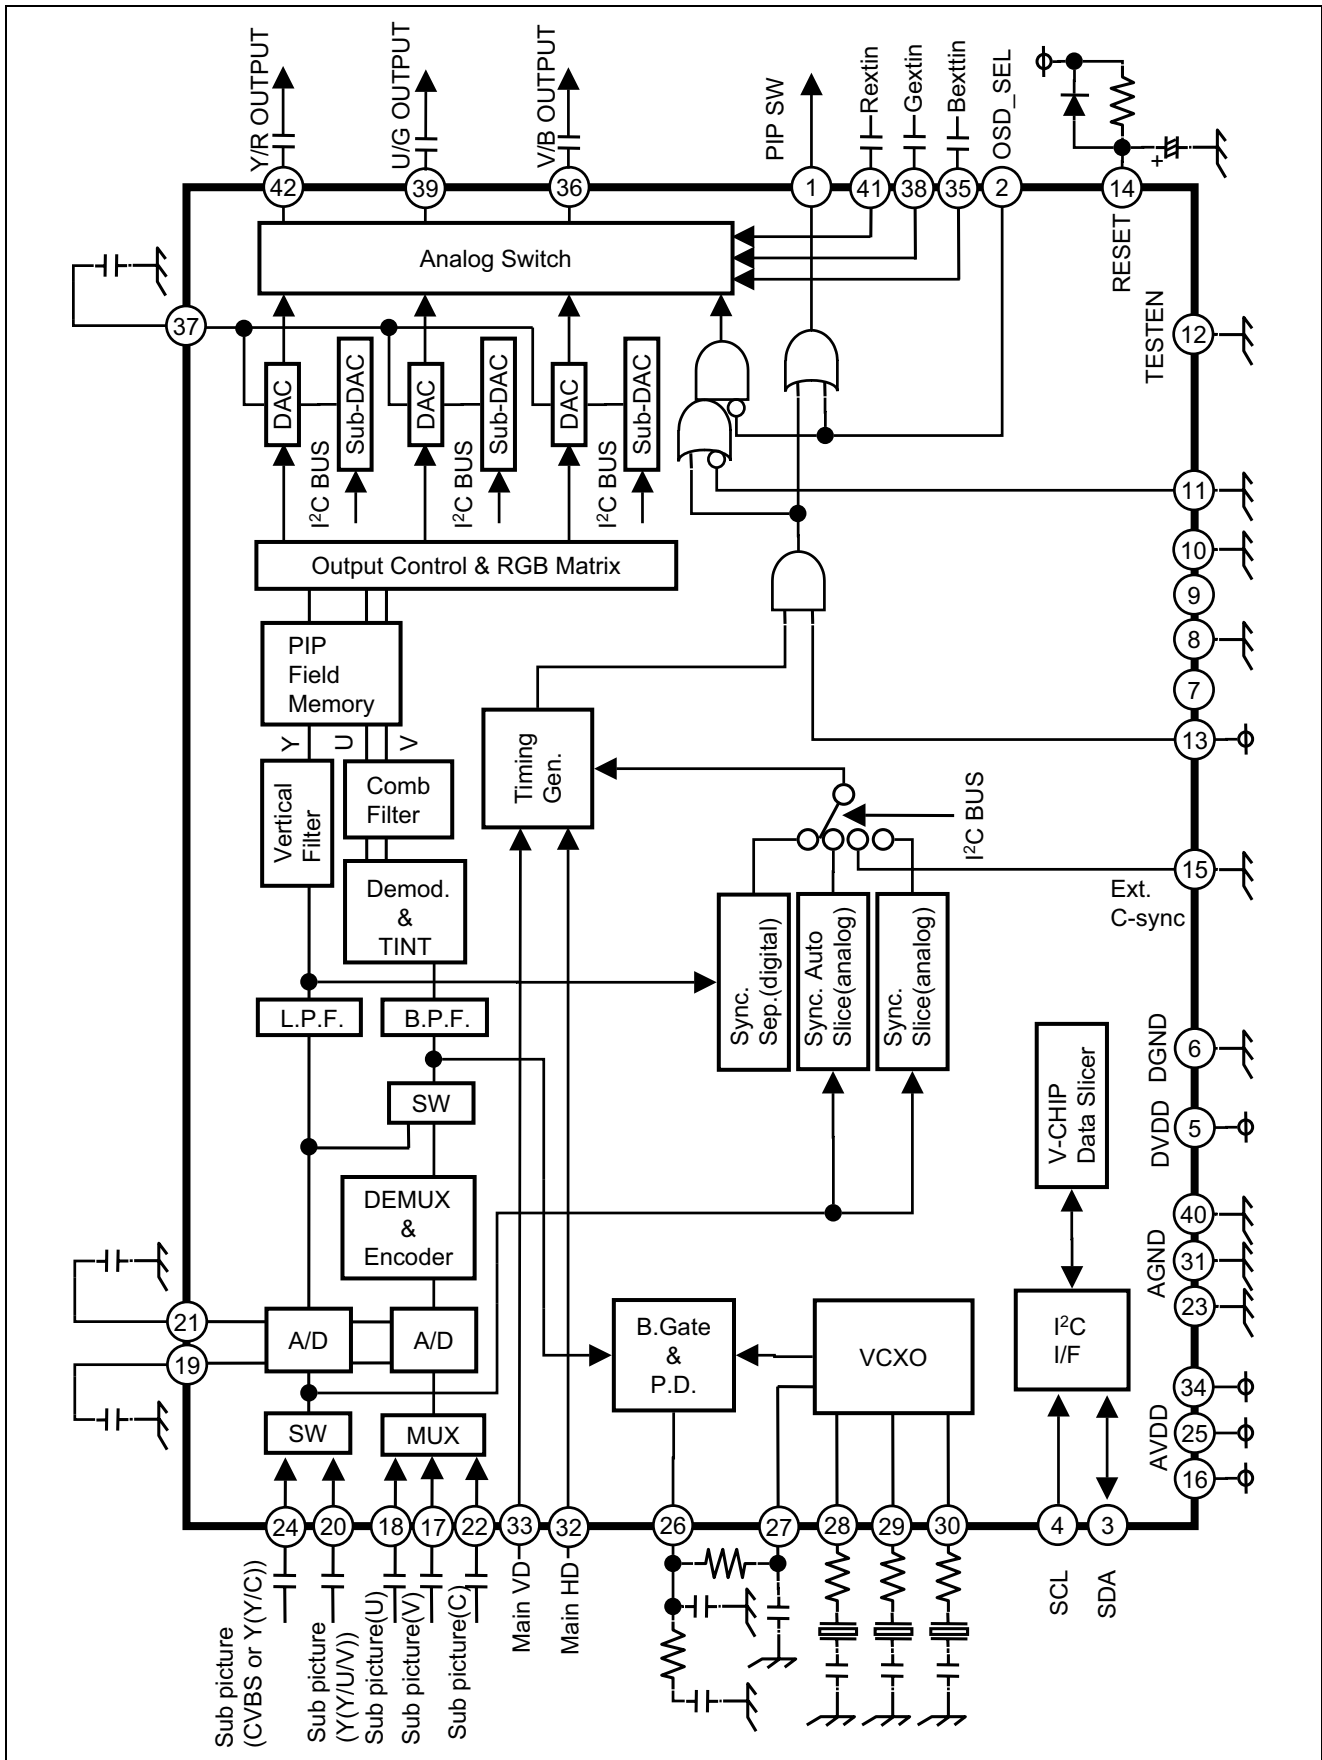 Y/R OUTPUT
U/G OUTPUT
V/B OUTPUT
PIP SW
Rextin
Gextin
Bexttin
OSD_SEL
42
39
36
1
41
38
35
2
14
RESET
Analog Switch
37
12
TESTEN
DAC
Sub-DAC
DAC
Sub-DAC
DAC
Sub-DAC
I²C BUS
I²C BUS
I²C BUS
11
Output Control & RGB Matrix
10
9
8
7
13
PIP
Field
Memory
Y
U
V
Vertical
Filter
Comb
Filter
Timing
Gen.
I²C BUS
Demod.
&
TINT
15
Ext.
C-sync
Sync.
Sep.(digital)
Sync. Auto
Slice(analog)
Sync.
Slice(analog)
L.P.F.
B.P.F.
SW
6
DGND
5
DVDD
V-CHIP
Data Slicer
DEMUX
&
Encoder
40
31
23
AGND
21
19
A/D
A/D
B.Gate
&
P.D.
VCXO
I²C
I/F
34
25
16
AVDD
SW
MUX
24
20
18
17
22
33
32
26
27
28
29
30
4
3
Sub picture
(CVBS or Y(Y/C))
Sub picture
(Y(Y/U/V))
Sub picture(U)
Sub picture(V)
Sub picture(C)
Main VD
Main HD
SCL
SDA
+